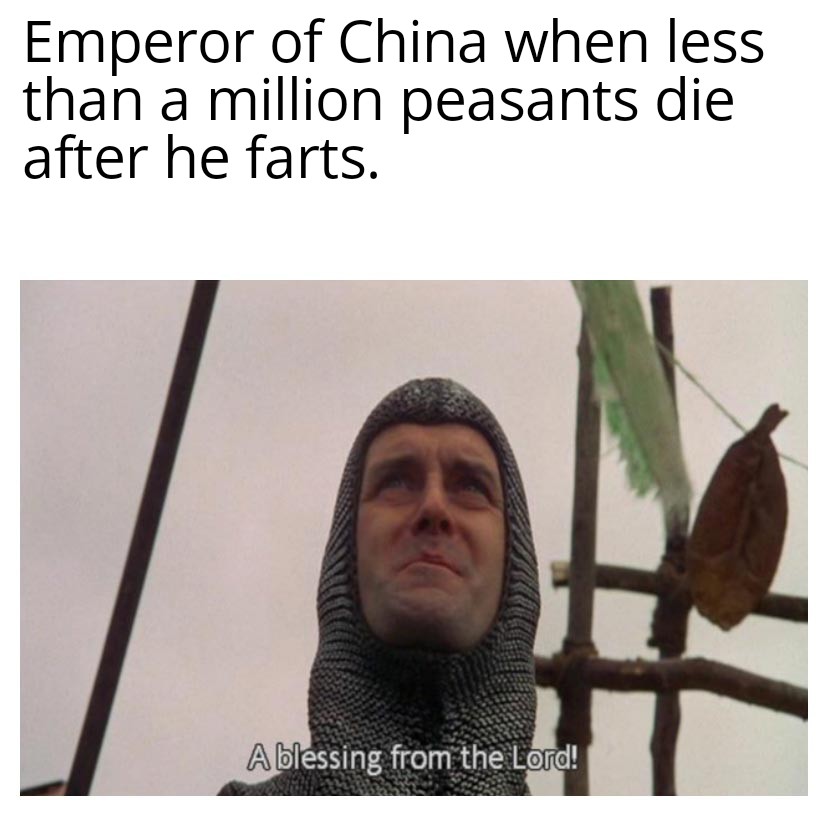 Emperor of China when less
than a million peasants die
after he farts.
A blessing from the Lord!